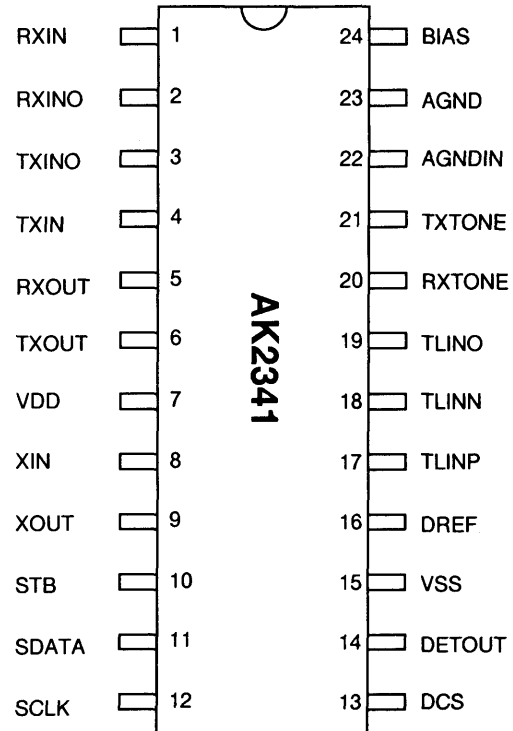 RXIN 1 24 BIAS
RXINO 2 23 AGND
TXINO 3 22 AGNDIN
TXIN 4 21 TXTONE
RXOUT 5 20 RXTONE
TXOUT 6 19 TLINO
VDD 7 18 TLINN
XIN 8 17 TLINP
XOUT 9 16 DREF
STB 10 15 VSS
SDATA 11 14 DETOUT
SCLK 12 13 DCS
AK2341